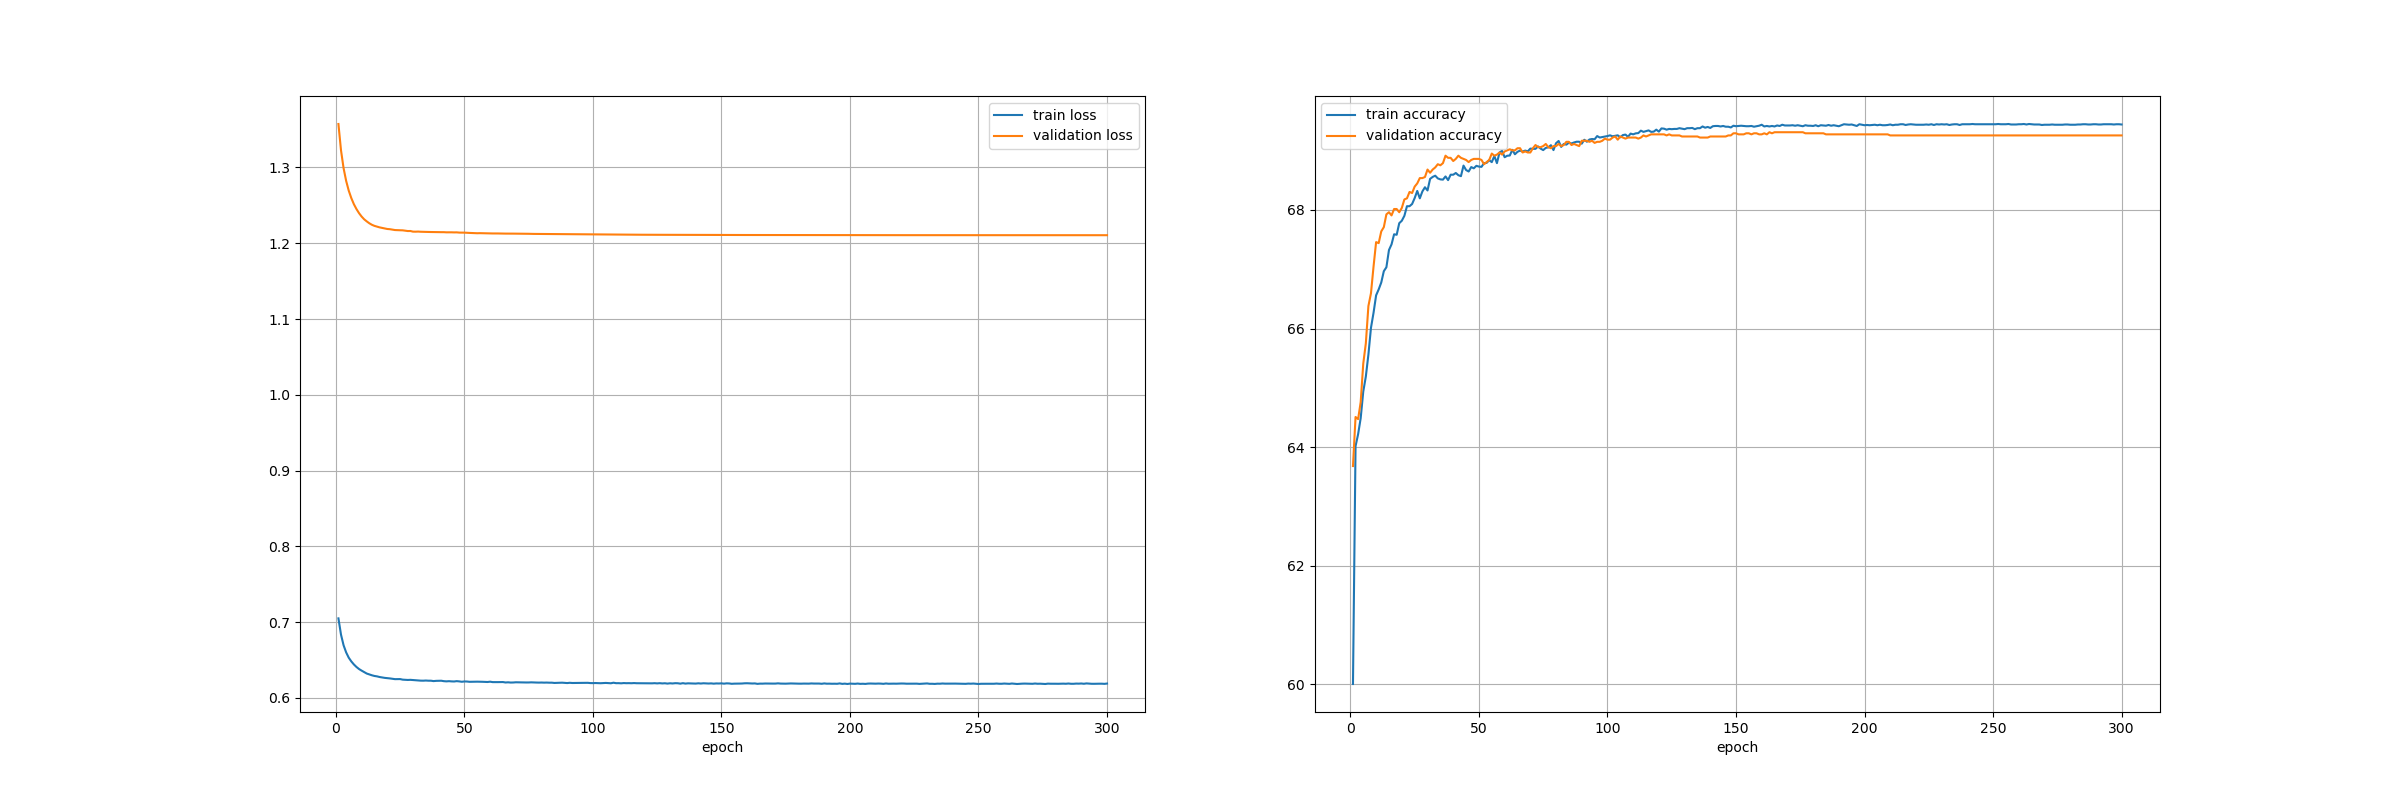 train loss
validation loss
1.3
1.2
1.1
1.0
0.9
0.8
0.7
0.6
0 50 100 150 200 250 300
epoch
train accuracy
validation accuracy
68
66
64
62
60
0 50 100 150 200 250 300
epoch